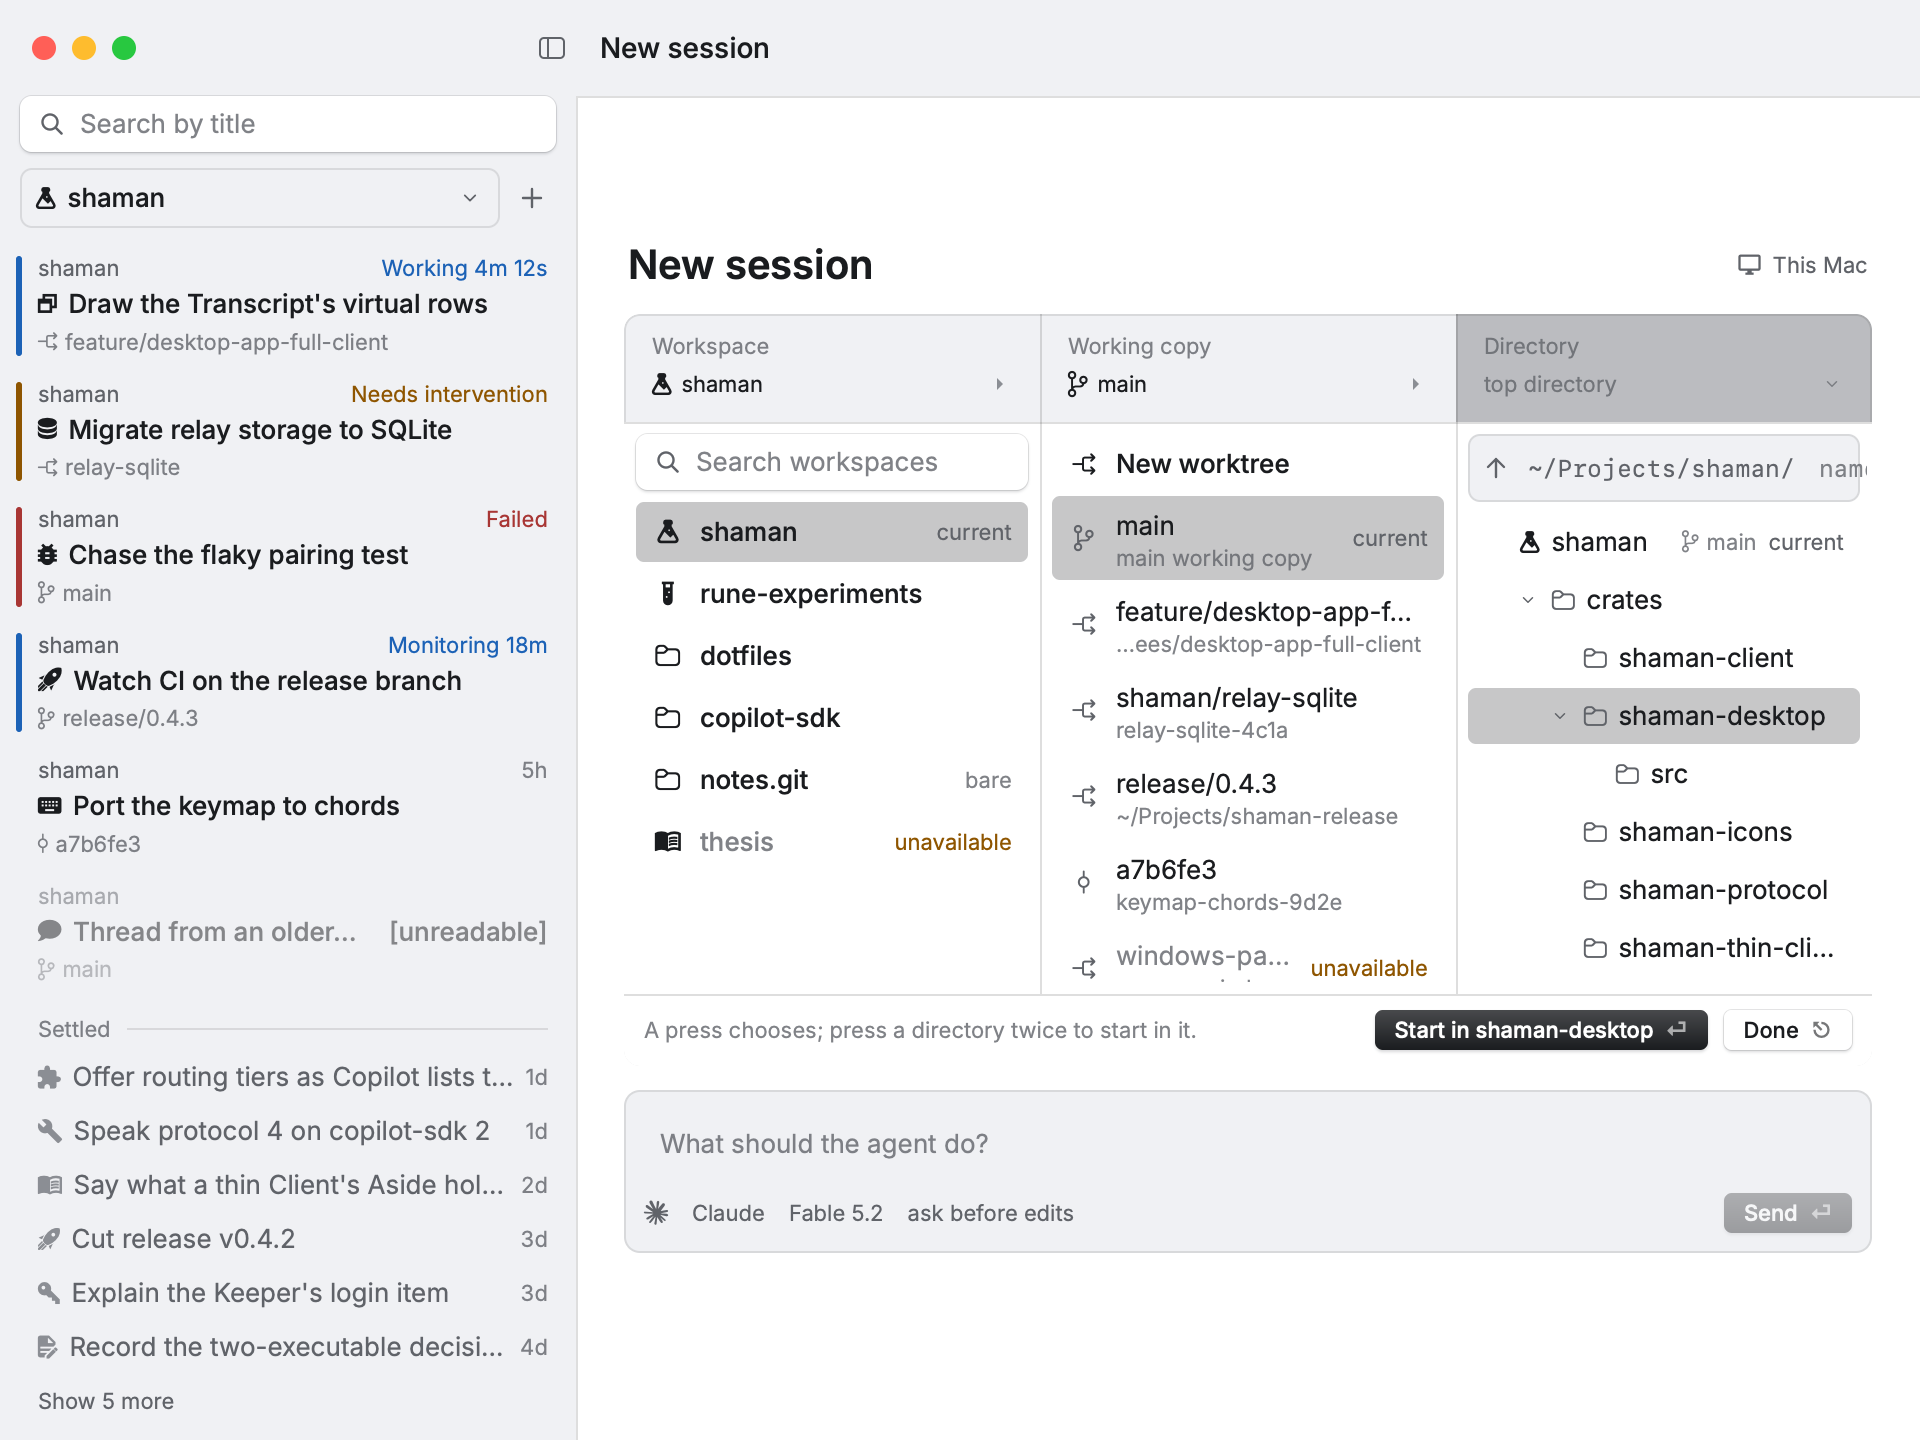 New session
Search by title
shaman
shaman Working 4m 12s
Draw the Transcript's virtual rows
feature/desktop-app-full-client
shaman Needs intervention
Migrate relay storage to SQLite
relay-sqlite
shaman Failed
Chase the flaky pairing test
main
shaman Monitoring 18m
Watch CI on the release branch
release/0.4.3
shaman 5h
Port the keymap to chords
a7b6fe3
shaman
Thread from an older... [unreadable]
main
Settled
Offer routing tiers as Copilot lists t... 1d
Speak protocol 4 on copilot-sdk 2 1d
Say what a thin Client's Aside hol... 2d
Cut release v0.4.2 3d
Explain the Keeper's login item 3d
Record the two-executable decisi... 4d
Show 5 more
New session
This Mac
Workspace
shaman
Working copy
main
Directory
top directory
Search workspaces
shaman current
rune-experiments
dotfiles
copilot-sdk
notes.git bare
thesis unavailable
New worktree
main
main working copy
current
feature/desktop-app-f...
...ees/desktop-app-full-client
shaman/relay-sqlite
relay-sqlite-4c1a
release/0.4.3
~/Projects/shaman-release
a7b6fe3
keymap-chords-9d2e
windows-pa... unavailable
~/Projects/shaman/
shaman main current
crates
shaman-client
shaman-desktop
src
shaman-icons
shaman-protocol
shaman-thin-cli...
A press chooses; press a directory twice to start in it.
Start in shaman-desktop
Done
What should the agent do?
Claude Fable 5.2 ask before edits
Send